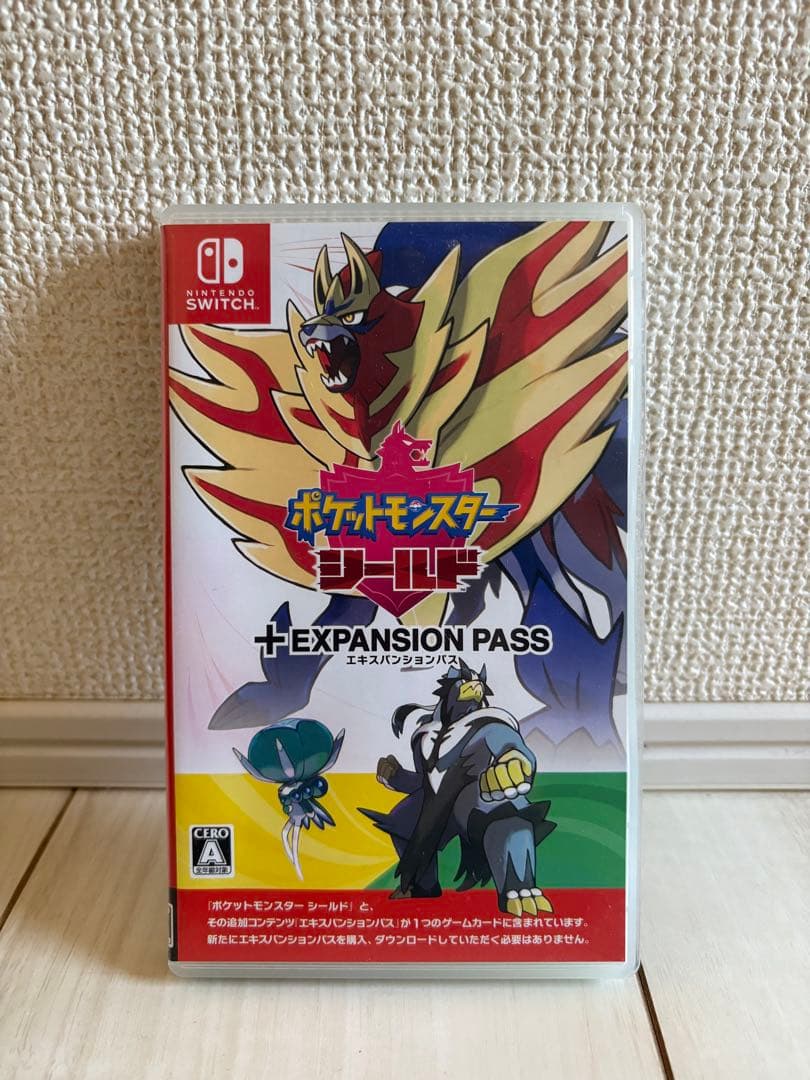 NINTENDO
SWITCH™
ポケットモンスター
シールド
+EXPANSION PASS
エキスパンションパス
CERO
A
全年齢対象
『ポケットモンスター シールド』と、
その追加コンテンツ『エキスパンションパス』が1つのゲームカードに含まれています。
新たにエキスパンションパスを購入、ダウンロードしていただく必要はありません。